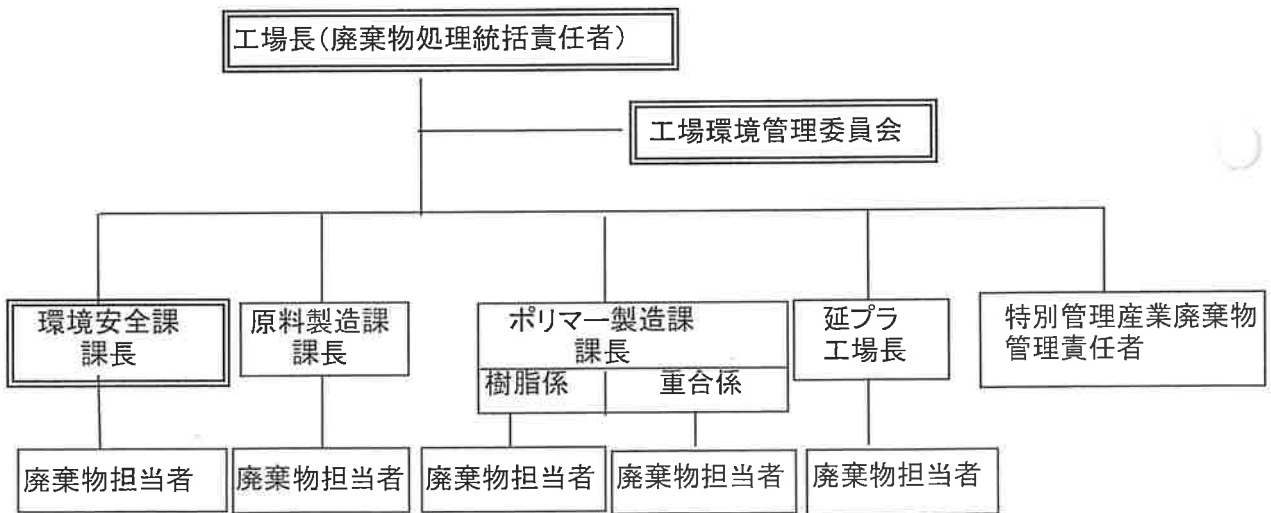 工場長(廃棄物処理統括責任者)
工場環境管理委員会
環境安全課
課長
原料製造課
課長
ポリマー製造課
課長
樹脂係
重合係
延プラ
工場長
特別管理産業廃棄物
管理責任者
廃棄物担当者
廃棄物担当者
廃棄物担当者
廃棄物担当者
廃棄物担当者